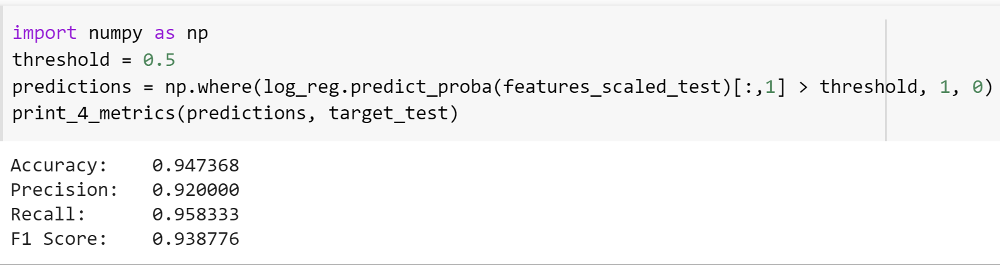 import numpy as np
threshold = 0.5
predictions = np.where(log_reg.predict_proba(features_scaled_test)[:,1] > threshold, 1, 0)
print_4_metrics(predictions, target_test)
Accuracy: 0.947368
Precision: 0.920000
Recall: 0.958333
F1 Score: 0.938776